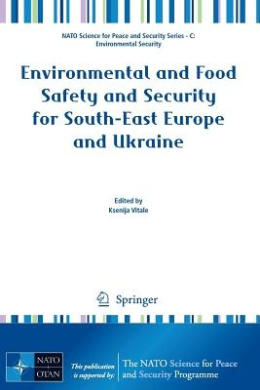 NATO Science for Peace and Security Series - C:
Environmental Security
Environmental and Food
Safety and Security
for South-East Europe
and Ukraine
Edited by
Ksenija Vitale
Springer
NATO
OTAN
This publication
is supported by:
The NATO Science for Peace
and Security Programme